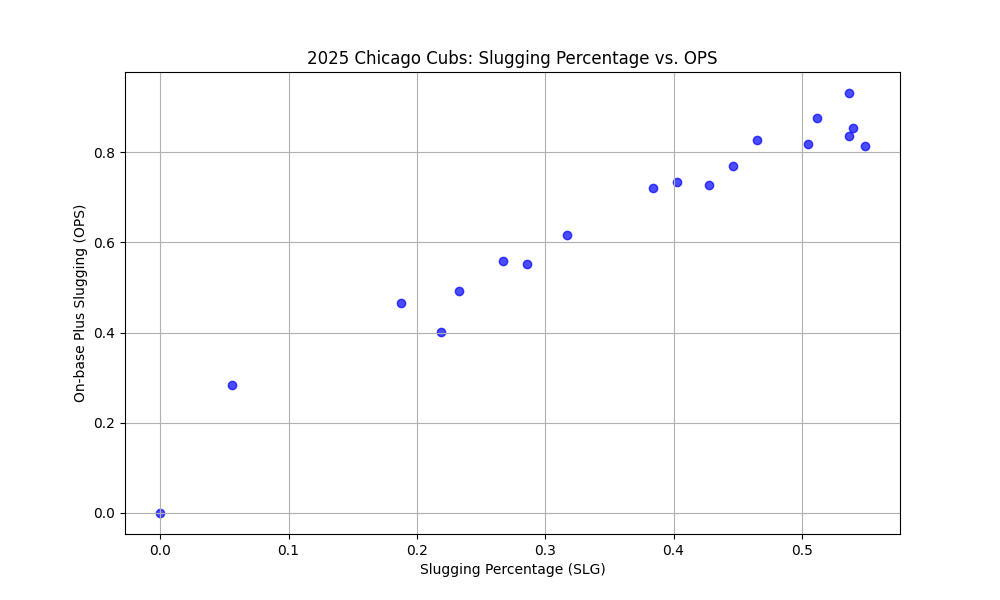 2025 Chicago Cubs: Slugging Percentage vs. OPS
On-base Plus Slugging (OPS)
0.8
0.6
0.4
0.2
0.0
0.0 0.1 0.2 0.3 0.4 0.5
Slugging Percentage (SLG)